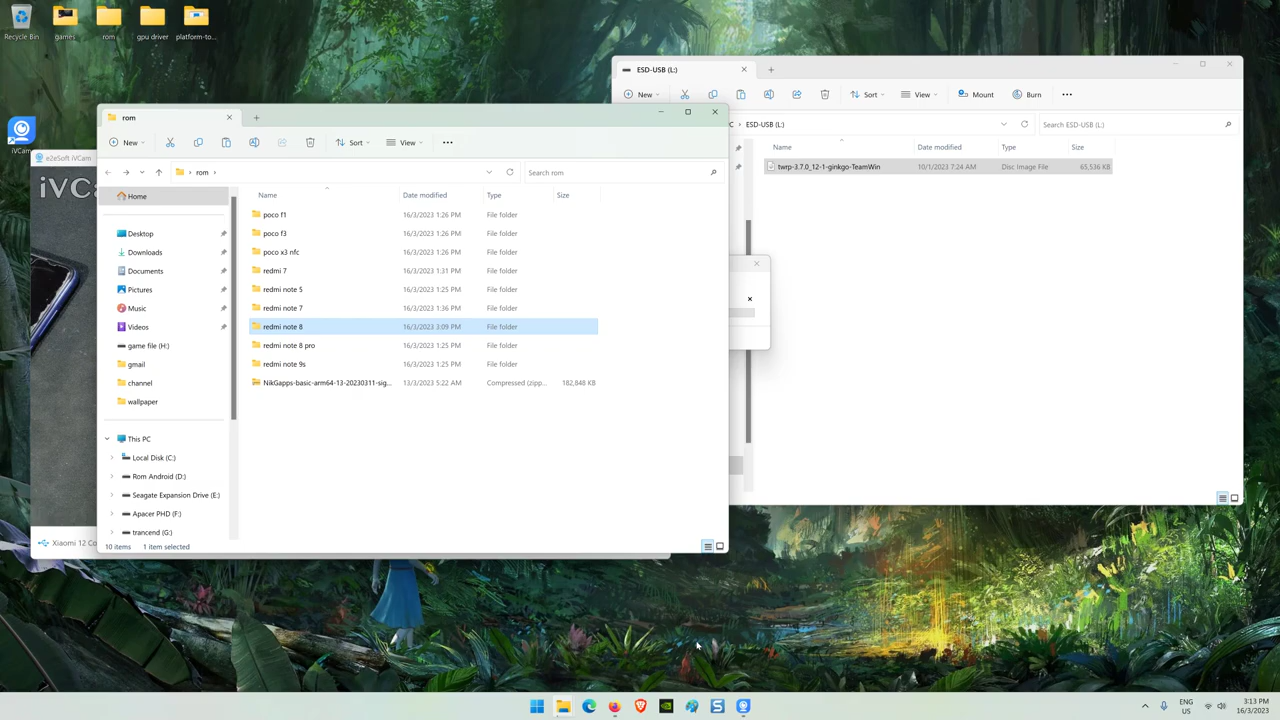 Recycle Bin
games
rom
gpu driver
platform-to...
iVCam
e2eSoft iVCam
iVCa
Xiaomi 12 Co
ESD-USB (L:)
New
Sort
View
Mount
Burn
ESD-USB (L:)
Search ESD-USB (L:)
Name
Date modified
Type
Size
twrp-3.7.0_12-1-ginkgo-TeamWin
10/1/2023 7:24 AM
Disc Image File
65,536 KB
rom
New
Sort
View
rom
Search rom
Home
Desktop
Downloads
Documents
Pictures
Music
Videos
game file (H:)
gmail
channel
wallpaper
This PC
Local Disk (C:)
Rom Android (D:)
Seagate Expansion Drive (E:)
Apacer PHD (F:)
trancend (G:)
Name
Date modified
Type
Size
poco f1 16/3/2023 1:26 PM File folder
poco f3 16/3/2023 1:26 PM File folder
poco x3 nfc 16/3/2023 1:26 PM File folder
redmi 7 16/3/2023 1:31 PM File folder
redmi note 5 16/3/2023 1:25 PM File folder
redmi note 7 16/3/2023 1:36 PM File folder
redmi note 8 16/3/2023 3:09 PM File folder
redmi note 8 pro 16/3/2023 1:25 PM File folder
redmi note 9s 16/3/2023 1:25 PM File folder
NikGapps-basic-arm64-13-20230311-sig... 13/3/2023 5:22 AM Compressed (zipp... 182,848 KB
10 items 1 item selected
ENG
US
3:13 PM
16/3/2023